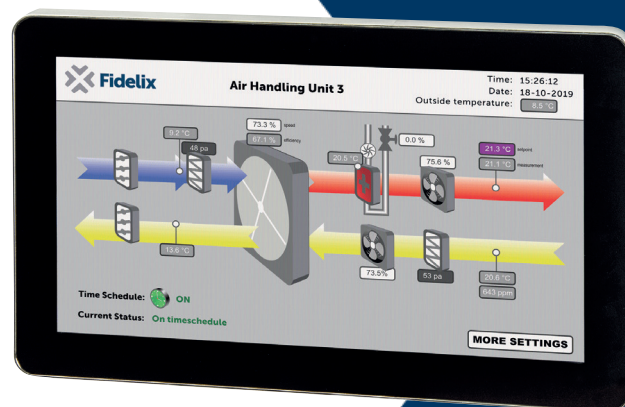 Fidelix
Air Handling Unit 3
Time: 15:26:12
Date: 18-10-2019
Outside temperature: 8.5 °C
9.2 °C
48 pa
73.3 % speed
67.1 % efficiency
20.5 °C
0.0 %
75.6 %
21.3 °C setpoint
21.1 °C measurement
13.6 °C
73.5%
53 pa
20.6 °C
643 ppm
Time Schedule: ON
Current Status: On timeschedule
MORE SETTINGS